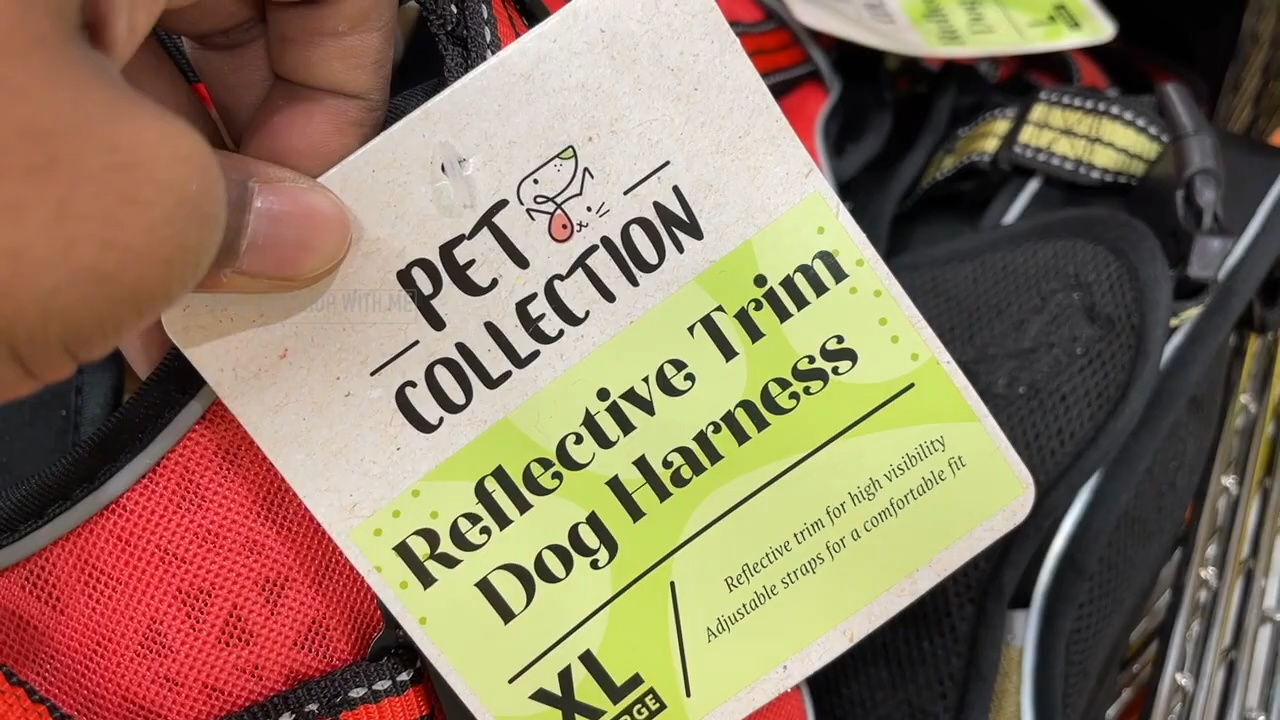 PET
COLLECTION
Reflective Trim
Dog Harness
Reflective trim for high visibility
Adjustable straps for a comfortable fit
XL